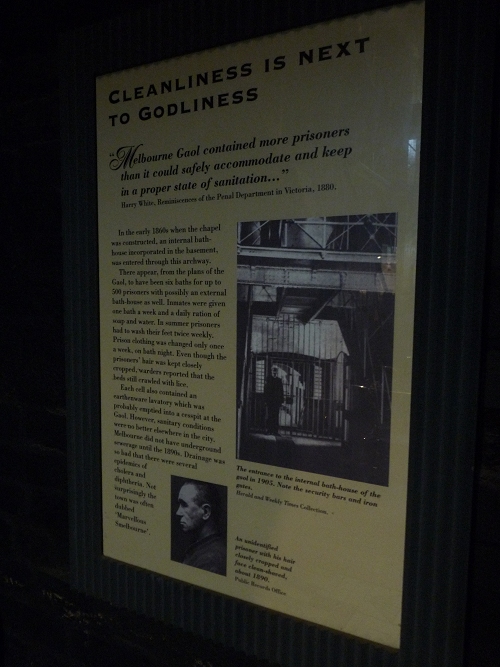 CLEANLINESS IS NEXT
TO GODLINESS
"Melbourne Gaol contained more prisoners
than it could safely accommodate and keep
in a proper state of sanitation..."
Harry White, Reminiscences of the Penal Department in Victoria, 1880.
In the early 1860s when the chapel
was constructed, an internal bath-
house incorporated in the basement,
was entered through this archway.
There appear, from the plans of the
Gaol, to have been six baths for up to
500 prisoners with possibly an external
bath-house as well. Inmates were given
one bath a week and a daily ration of
soap and water. In summer prisoners
had to wash their feet twice weekly.
Prison clothing was changed only once
a week, on bath night. Even though the
prisoners' hair was kept closely
cropped, warders reported that the
beds still crawled with lice.
Each cell also contained an
earthenware lavatory which was
probably emptied into a cesspit at the
Gaol. However, sanitary conditions
were no better elsewhere in the city.
Melbourne did not have underground
sewerage until the 1890s. Drainage was
so bad that there were several
epidemics of
cholera and
diphtheria. Not
surprisingly the
town was often
dubbed
'Marvellous
Smelbourne'.
The entrance to the internal bath-house of the
gaol in 1905. Note the security bars and iron
gates.
Herald and Weekly Times Collection.
An unidentified
prisoner with his hair
closely cropped and
face clean-shaved,
about 1890.
Public Records Office